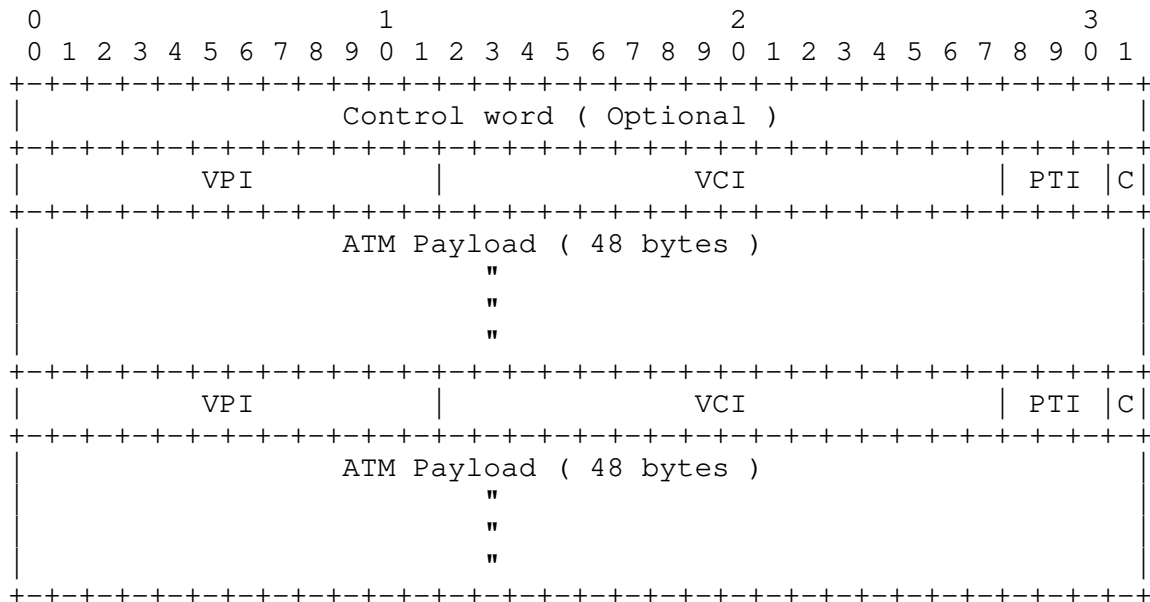 0                   1                   2                   3
 0 1 2 3 4 5 6 7 8 9 0 1 2 3 4 5 6 7 8 9 0 1 2 3 4 5 6 7 8 9 0 1
+-+-+-+-+-+-+-+-+-+-+-+-+-+-+-+-+-+-+-+-+-+-+-+-+-+-+-+-+-+-+-+-+
|                  Control word ( Optional )                    |
+-+-+-+-+-+-+-+-+-+-+-+-+-+-+-+-+-+-+-+-+-+-+-+-+-+-+-+-+-+-+-+-+
|          VPI          |              VCI              | PTI |C|
+-+-+-+-+-+-+-+-+-+-+-+-+-+-+-+-+-+-+-+-+-+-+-+-+-+-+-+-+-+-+-+-+
|                  ATM Payload ( 48 bytes )                     |
|                          "                                    |
|                          "                                    |
|                          "                                    |
+-+-+-+-+-+-+-+-+-+-+-+-+-+-+-+-+-+-+-+-+-+-+-+-+-+-+-+-+-+-+-+-+
|          VPI          |              VCI              | PTI |C|
+-+-+-+-+-+-+-+-+-+-+-+-+-+-+-+-+-+-+-+-+-+-+-+-+-+-+-+-+-+-+-+-+
|                  ATM Payload ( 48 bytes )                     |
|                          "                                    |
|                          "                                    |
|                          "                                    |
+-+-+-+-+-+-+-+-+-+-+-+-+-+-+-+-+-+-+-+-+-+-+-+-+-+-+-+-+-+-+-+-+